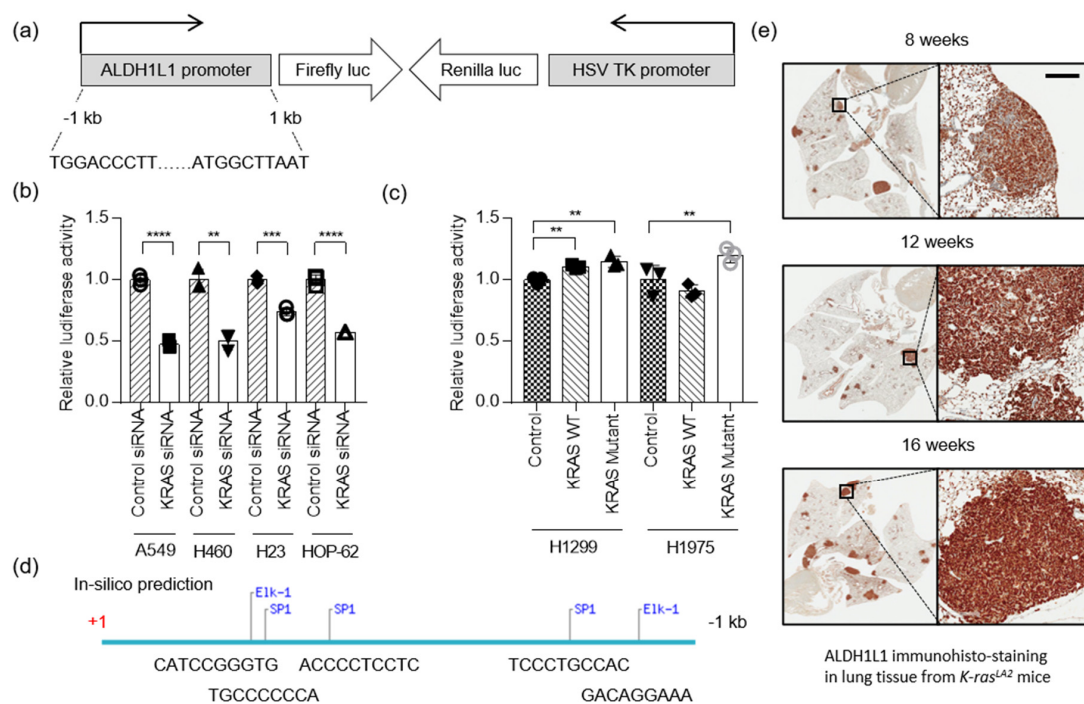 (a)
ALDH1L1 promoter
Firefly luc
Renilla luc
HSV TK promoter
-1 kb
1 kb
TGGACCCTT......ATGGCTTAAT
(b)
Relative ludiferase activity
1.5
1.0
0.5
0.0
**** ** *** ****
Control siRNA
KRAS siRNA
Control siRNA
KRAS siRNA
Control siRNA
KRAS siRNA
Control siRNA
KRAS siRNA
A549 H460 H23 HOP-62
(c)
Relative ludiferase activity
1.5
1.0
0.5
0.0
**
**
**
Control
KRAS WT
KRAS Mutant
Control
KRAS WT
KRAS Mutatnt
H1299 H1975
(d)
In-silico prediction
Elk-1
SP1
SP1
SP1
Elk-1
+1
-1 kb
CATCCGGGTG ACCCCTCCTC TCCCTGCCAC
TGCCCCCCA GACAGGAAA
(e)
8 weeks
12 weeks
16 weeks
ALDH1L1 immunohisto-staining
in lung tissue from K-rasLA2 mice